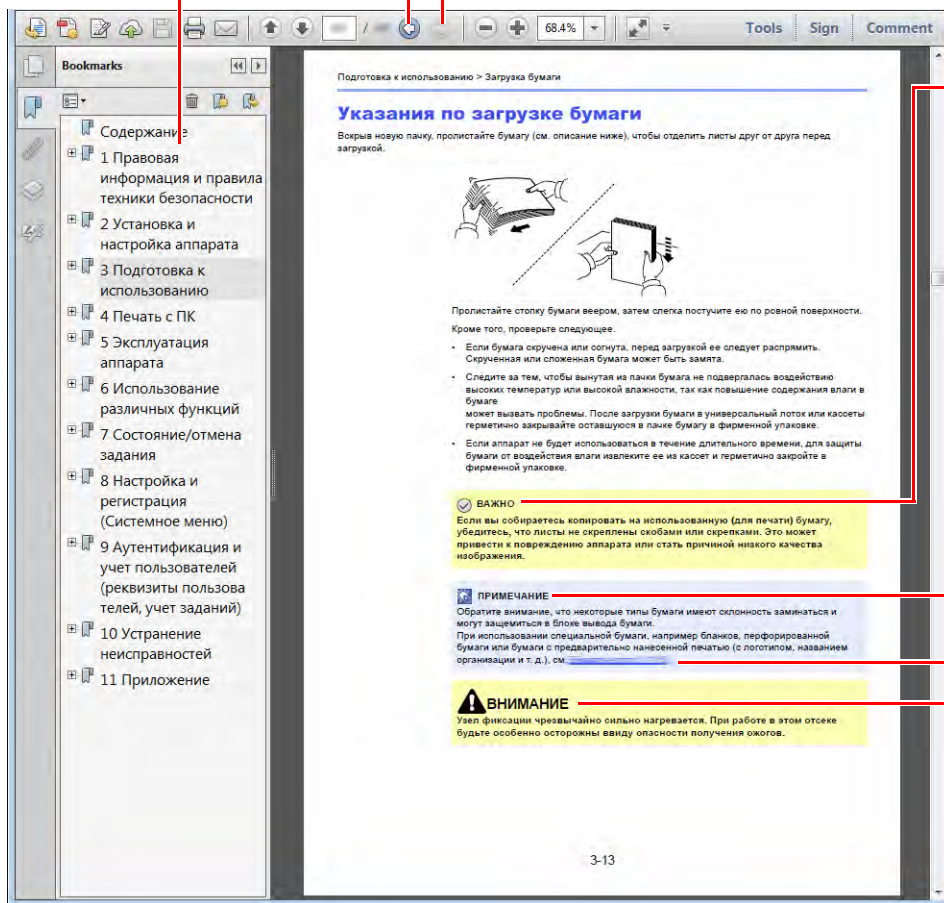 68.4%
Tools
Sign
Comment
Bookmarks
Содержание
1 Правовая
информация и правила
техники безопасности
2 Установка и
настройка аппарата
3 Подготовка к
использованию
4 Печать с ПК
5 Эксплуатация
аппарата
6 Использование
различных функций
7 Состояние/отмена
задания
8 Настройка и
регистрация
(Системное меню)
9 Аутентификация и
учет пользователей
(реквизиты пользова
телей, учет заданий)
10 Устранение
неисправностей
11 Приложение
Подготовка к использованию > Загрузка бумаги
Указания по загрузке бумаги
Вскрыв новую пачку, пролистайте бумагу (см. описание ниже), чтобы отделить листы друг от друга перед
загрузкой.
Пролистайте стопку бумаги веером, затем слегка постучите ею по ровной поверхности.
Кроме того, проверьте следующее.
• Если бумага скручена или согнута, перед загрузкой ее следует распрямить.
Скрученная или сложенная бумага может быть замята.
• Следите за тем, чтобы вынутая из пачки бумага не подвергалась воздействию
высоких температур или высокой влажности, так как повышение содержания влаги в
бумаге
может вызвать проблемы. После загрузки бумаги в универсальный лоток или кассеты
герметично закрывайте оставшуюся в пачке бумагу в фирменной упаковке.
• Если аппарат не будет использоваться в течение длительного времени, для защиты
бумаги от воздействия влаги извлеките ее из кассет и герметично закройте в
фирменной упаковке.
ВАЖНО
Если вы собираетесь копировать на использованную (для печати) бумагу,
убедитесь, что листы не скреплены скобами или скрепками. Это может
привести к повреждению аппарата или стать причиной низкого качества
изображения.
ПРИМЕЧАНИЕ
Обратите внимание, что некоторые типы бумаги имеют склонность заминаться и
могут защемиться в блоке вывода бумаги.
При использовании специальной бумаги, например бланков, перфорированной
бумаги или бумаги с предварительно нанесенной печатью (с логотипом, названием
организации и т. д.), см.
ВНИМАНИЕ
Узел фиксации чрезвычайно сильно нагревается. При работе в этом отсеке
будьте особенно осторожны ввиду опасности получения ожогов.
3-13